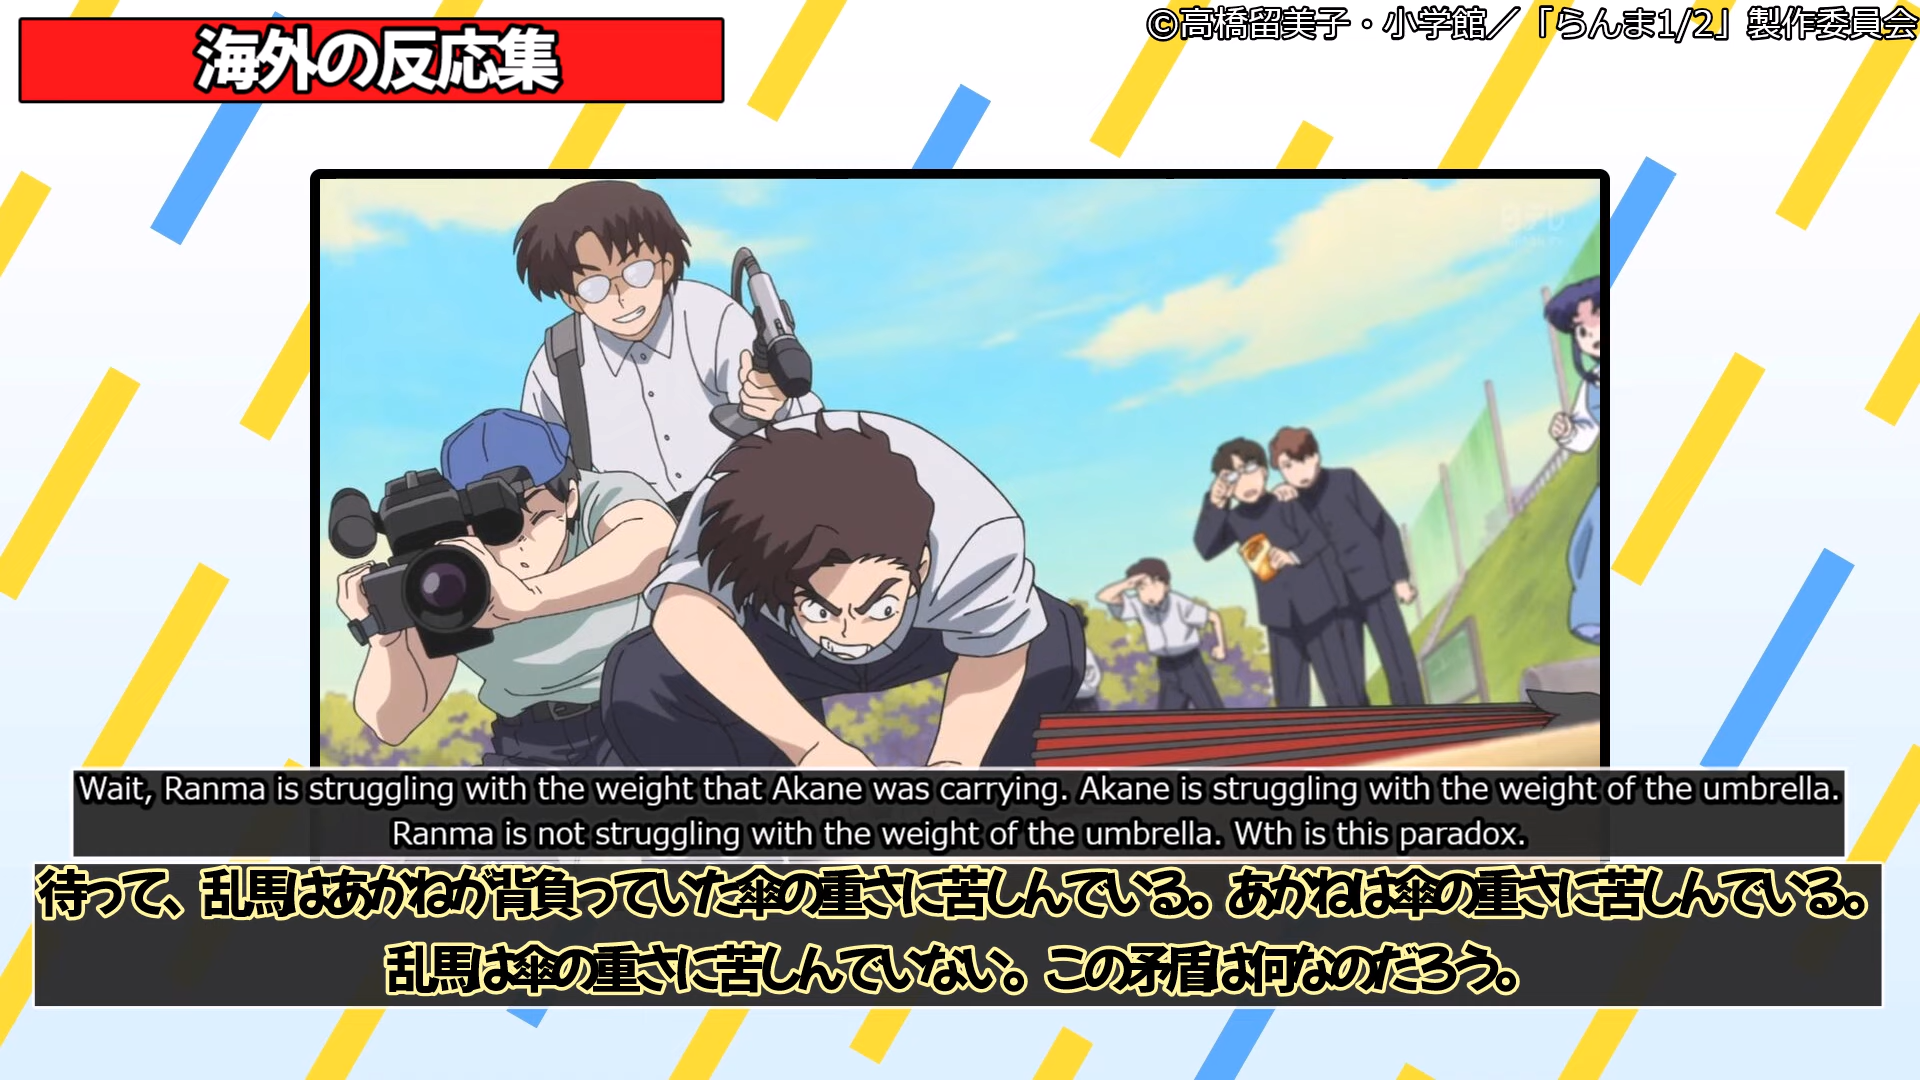 ©高橋留美子・小学館／「らんま1/2」製作委員会
海外の反応集
日テレ
Wait, Ranma is struggling with the weight that Akane was carrying. Akane is struggling with the weight of the umbrella.
Ranma is not struggling with the weight of the umbrella. Wth is this paradox.
待って、乱馬はあかねが背負っていた傘の重さに苦しんでいる。あかねは傘の重さに苦しんでいる。
乱馬は傘の重さに苦しんでいない。この矛盾は何なのだろう。